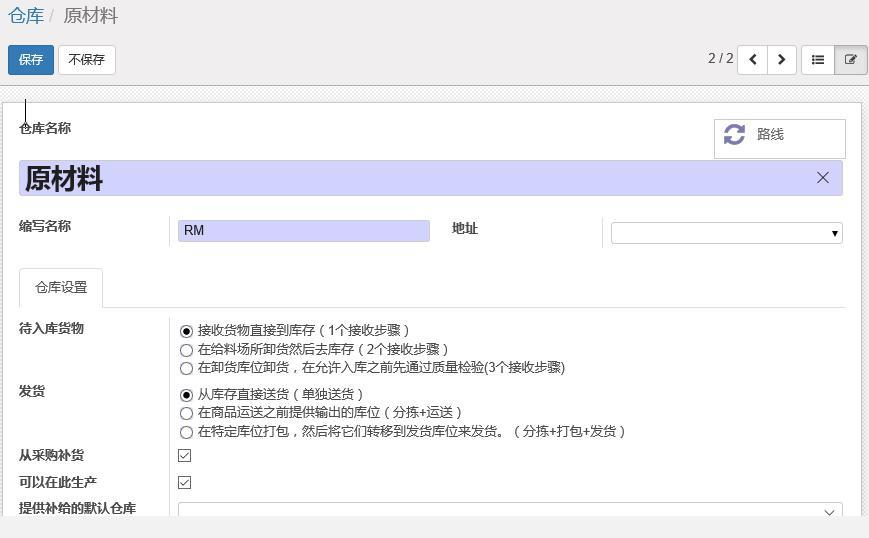 仓库 / 原材料
保存 不保存 2 / 2
仓库名称
路线
原材料
缩写名称 RM 地址
仓库设置
待入库货物
接收货物直接到库存（1个接收步骤）
在给料场所卸货然后去库存（2个接收步骤）
在卸货库位卸货，在允许入库之前先通过质量检验(3个接收步骤)
发货
从库存直接送货（单独送货）
在商品运送之前提供输出的库位（分拣+运送）
在特定库位打包，然后将它们转移到发货库位来发货。（分拣+打包+发货）
从采购补货
可以在此生产
提供补给的默认仓库